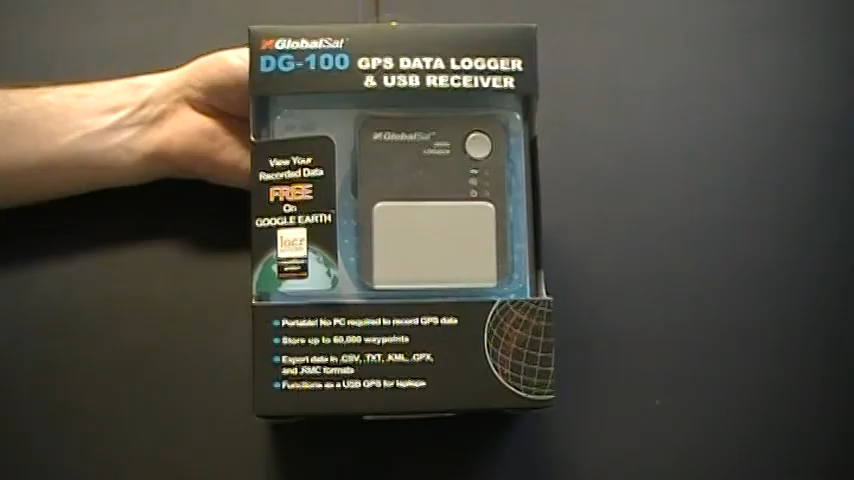 GlobalSat
DG-100 GPS DATA LOGGER
& USB RECEIVER
GlobalSat
View Your
Recorded Data
FREE
On
GOOGLE EARTH
locr
Portable! No PC required to record GPS data
Store up to 60,000 waypoints
Export data in .CSV, .TXT, .KML, .GPX,
and .RMC formats
Functions as a USB GPS for laptops